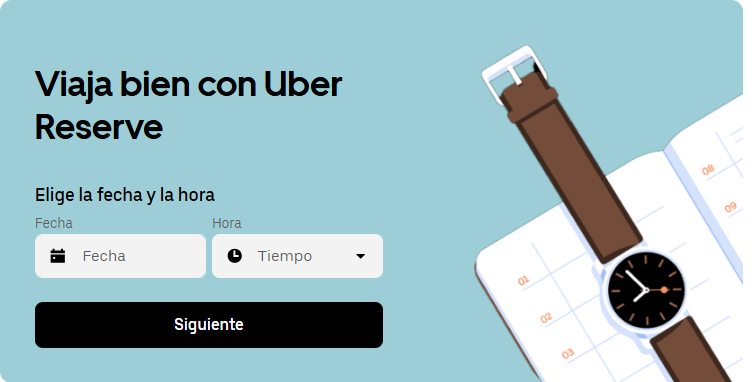 Viaja bien con Uber
Reserve
Elige la fecha y la hora
Fecha
Hora
Fecha
Tiempo
Siguiente
01
02
03
08
09